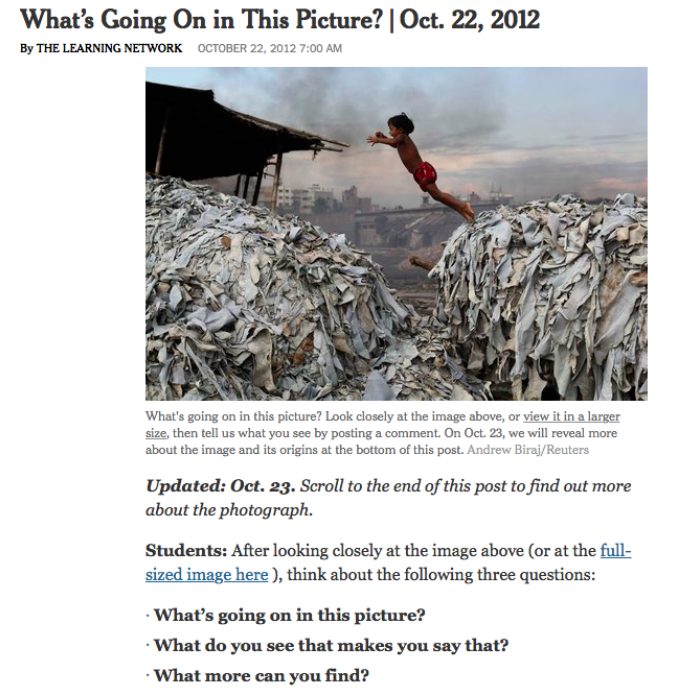 What's Going On in This Picture? | Oct. 22, 2012
By THE LEARNING NETWORK OCTOBER 22, 2012 7:00 AM
What's going on in this picture? Look closely at the image above, or view it in a larger
size, then tell us what you see by posting a comment. On Oct. 23, we will reveal more
about the image and its origins at the bottom of this post. Andrew Biraj/Reuters
Updated: Oct. 23. Scroll to the end of this post to find out more
about the photograph.
Students: After looking closely at the image above (or at the full-
sized image here ), think about the following three questions:
· What's going on in this picture?
· What do you see that makes you say that?
· What more can you find?